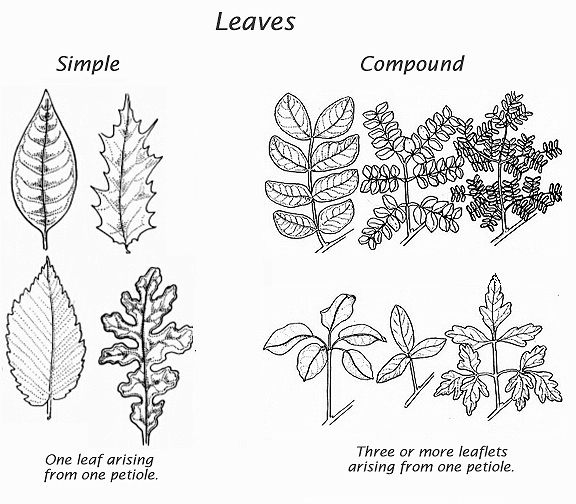 Leaves
Simple
Compound
One leaf arising
from one petiole.
Three or more leaflets
arising from one petiole.